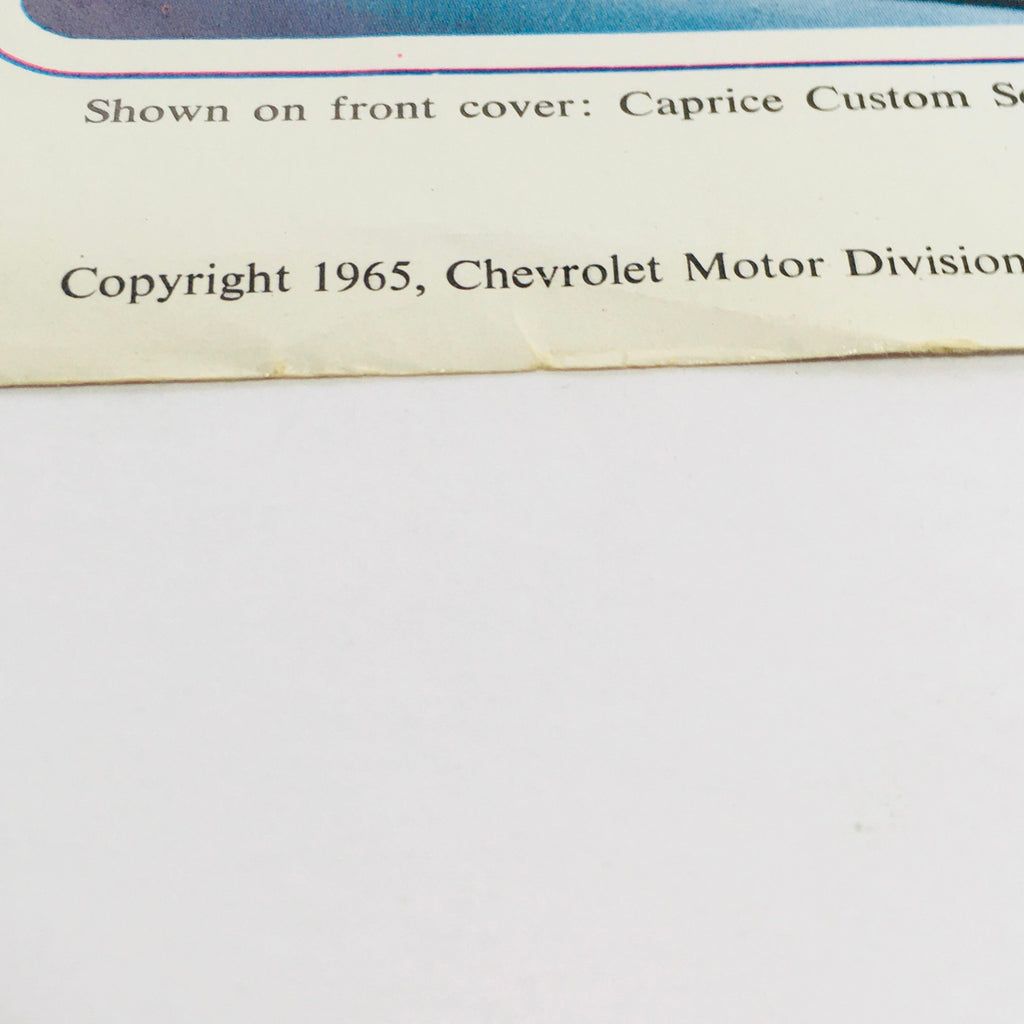 Shown on front cover: Caprice Custom
Copyright 1965, Chevrolet Motor Division